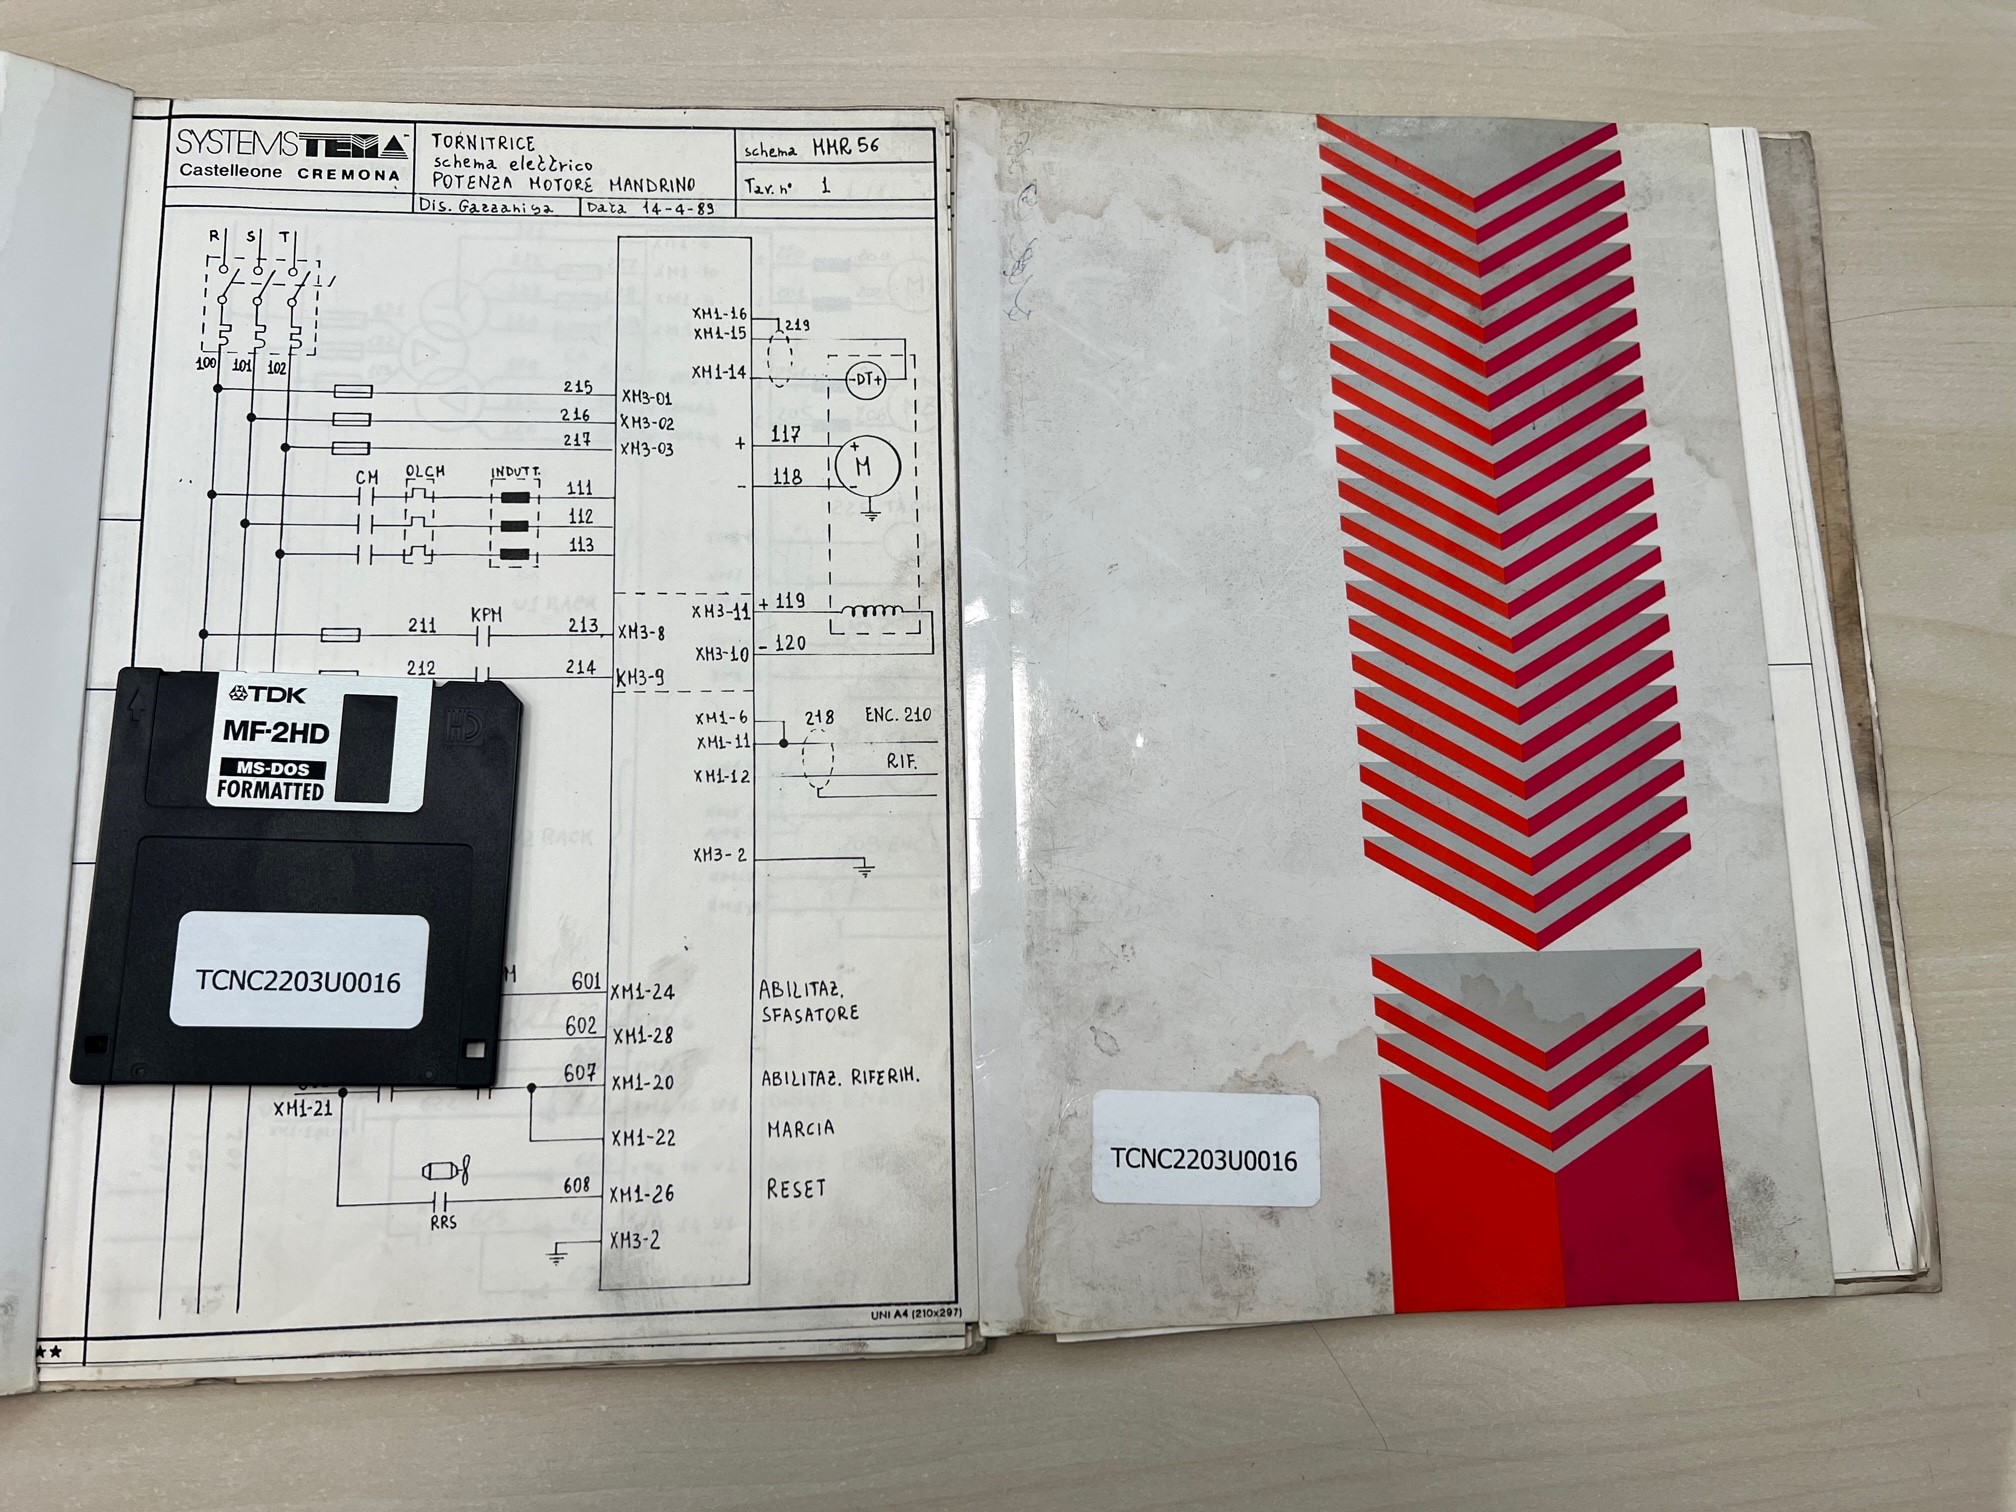 SYSTEMSTEMA
Castelleone CREMONA
TORNITRICE
schema elettrico
POTENZA MOTORE MANDRINO
Dis. Gazzaniga
Data 14-4-89
schema MMR 56
Tav. n° 1
R S T
100 101 102
215 XM3-01
216 XM3-02
217 XM3-03
CM OLCM INDUTT.
111
112
113
211 KPM 213 XM3-8
212 214 XM3-9
XM1-16
XM1-15
219
XM1-14
-DT+
+ 117 +
M
- 118 -
XM3-11 + 119
XM3-10 - 120
XM1-6 218 ENC. 210
XM1-11
RIF.
XM1-12
XM3-2
M 601 XM1-24 ABILITAZ.
SFASATORE
602 XM1-28
607 XM1-20 ABILITAZ. RIFERIM.
XM1-21
XM1-22 MARCIA
608 XM1-26 RESET
RRS
XM3-2
UNI A4 (210x297)
**
TDK
MF-2HD
MS-DOS
FORMATTED
HD
TCNC2203U0016
TCNC2203U0016